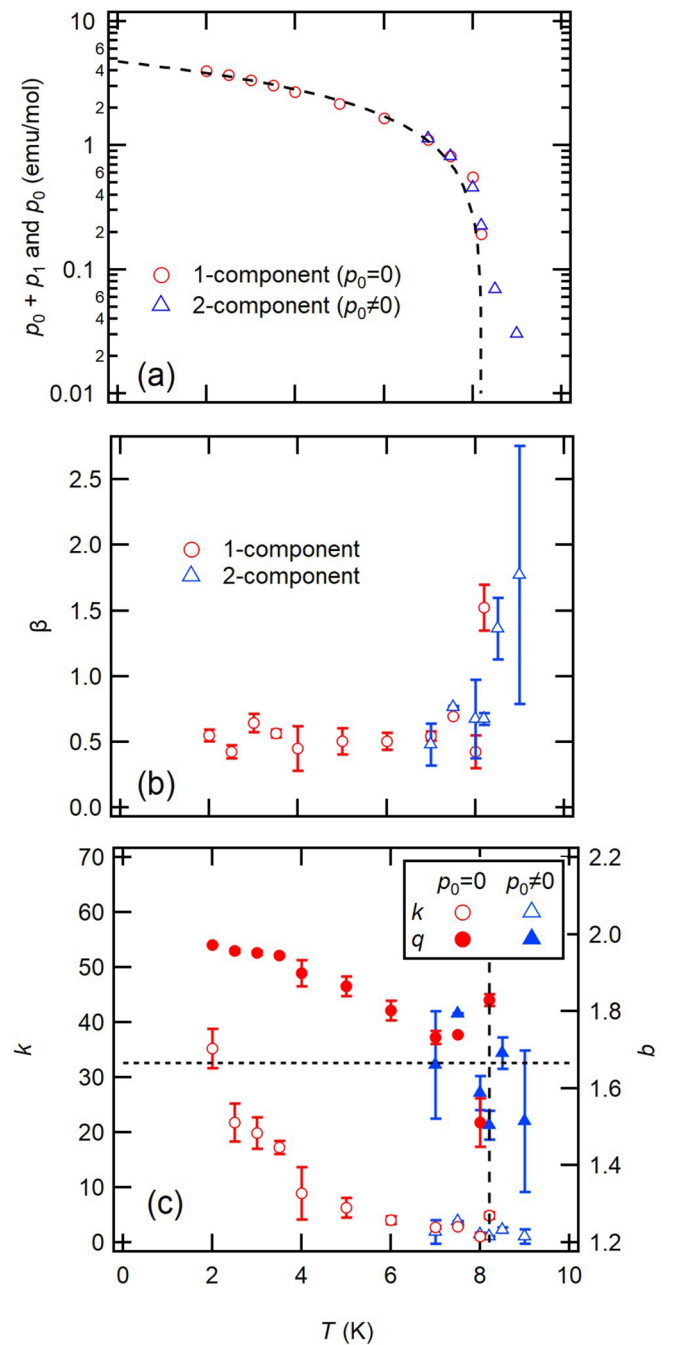 10
6
4
2
1
6
4
2
0.1
6
4
2
0.01
p0 + p1 and p0 (emu/mol)
1-component (p0=0)
2-component (p0≠0)
(a)
2.5
2.0
1.5
1.0
0.5
0.0
β
1-component
2-component
(b)
70
60
50
40
30
20
10
0
k
p0=0 p0≠0
k
q
2.2
2.0
1.8
1.6
1.4
1.2
q
(c)
0 2 4 6 8 10
T (K)